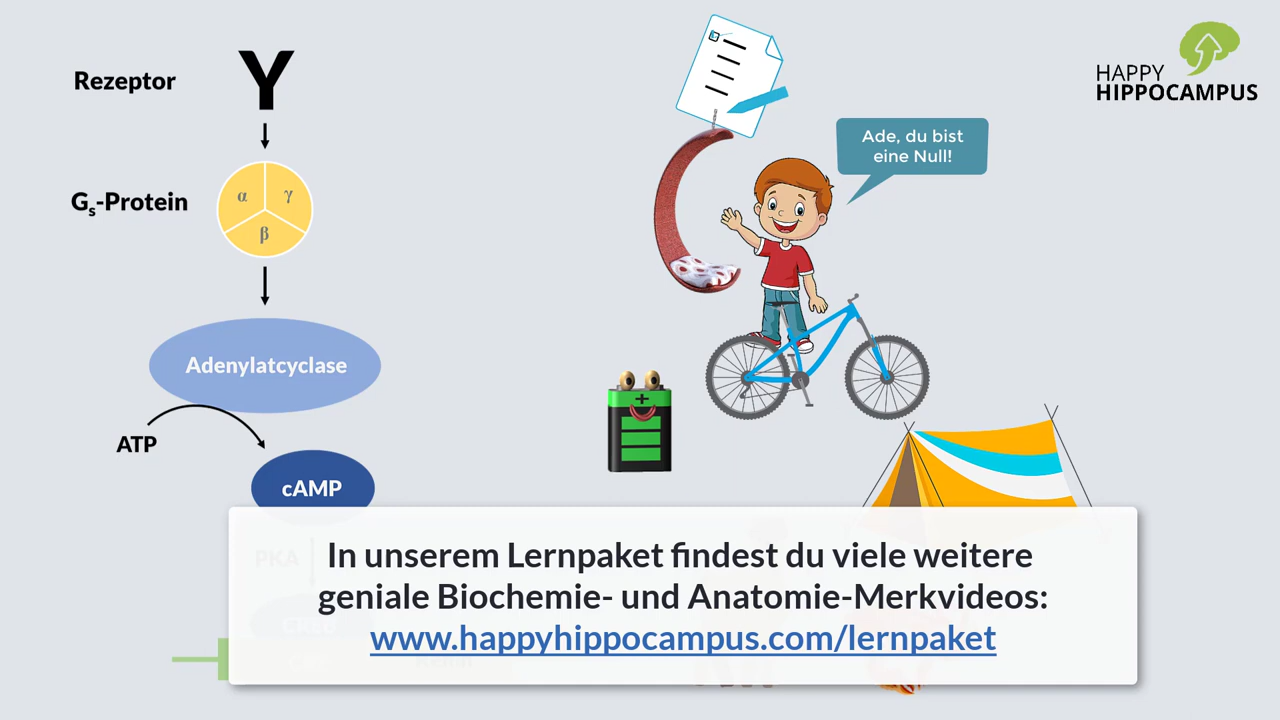 Rezeptor
Y
Gs-Protein
α
γ
β
Adenylatcyclase
ATP
cAMP
PKA
Ade, du bist
eine Null!
+
HAPPY
HIPPOCAMPUS
In unserem Lernpaket findest du viele weitere
geniale Biochemie- und Anatomie-Merkvideos:
www.happyhippocampus.com/lernpaket